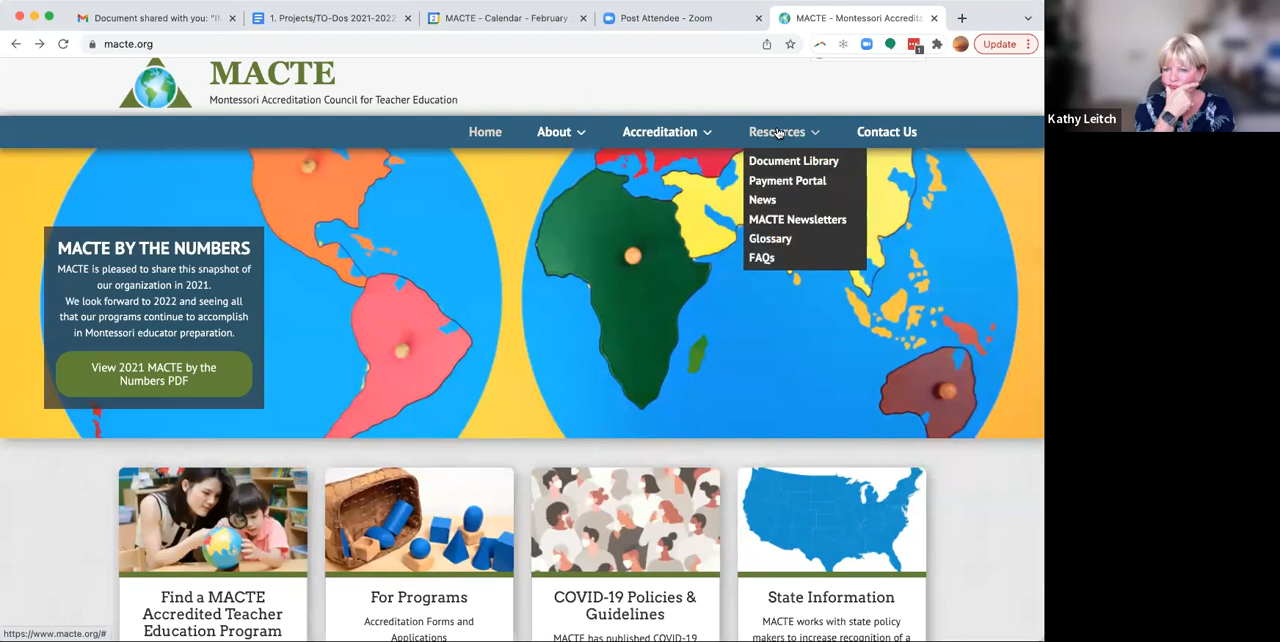 Document shared with you: "I
1. Projects/TO-Dos 2021-2022
MACTE - Calendar - February
Post Attendee - Zoom
MACTE - Montessori Accredita
macte.org
Update
MACTE
Montessori Accreditation Council for Teacher Education
Home
About
Accreditation
Resources
Contact Us
Document Library
Payment Portal
News
MACTE Newsletters
Glossary
FAQs
MACTE BY THE NUMBERS
MACTE is pleased to share this snapshot of
our organization in 2021.
We look forward to 2022 and seeing all
that our programs continue to accomplish
in Montessori educator preparation.
View 2021 MACTE by the
Numbers PDF
Find a MACTE
Accredited Teacher
Education Program
For Programs
Accreditation Forms and
Applications
COVID-19 Policies &
Guidelines
MACTE has published COVID-19
State Information
MACTE works with state policy
makers to increase recognition of a
https://www.macte.org/#
Kathy Leitch